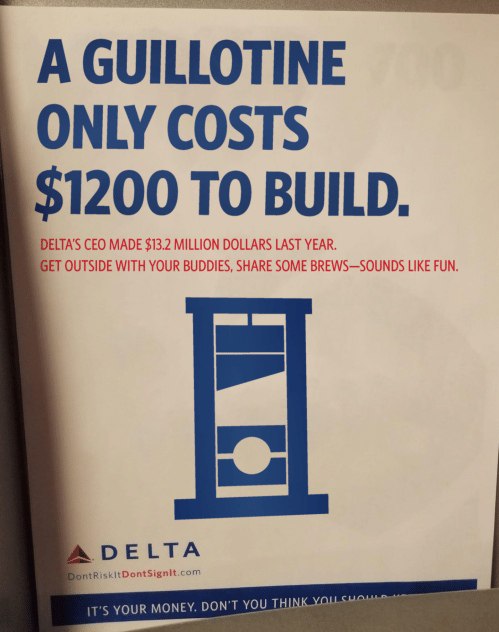 A GUILLOTINE
ONLY COSTS
$1200 TO BUILD.
DELTA'S CEO MADE $13.2 MILLION DOLLARS LAST YEAR.
GET OUTSIDE WITH YOUR BUDDIES, SHARE SOME BREWS—SOUNDS LIKE FUN.
DELTA
DontRiskItDontSignIt.com
IT'S YOUR MONEY. DON'T YOU THINK YOU